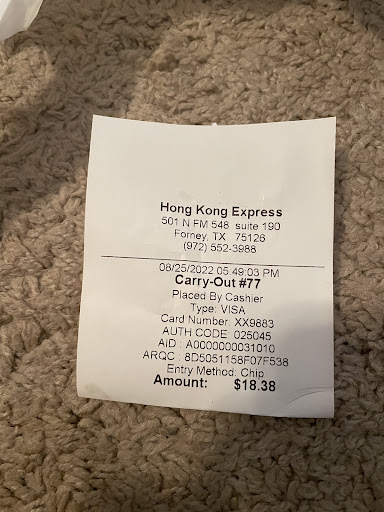 Hong Kong Express
501 N FM 548 suite 190
Forney, TX 75126
(972) 552-3988
08/25/2022 05:49:03 PM
Carry-Out #77
Placed By Cashier
Type: VISA
Card Number: XX9883
AUTH CODE: 025045
AID : A0000000031010
ARQC : 8D5051158F07F538
Entry Method: Chip
Amount: $18.38